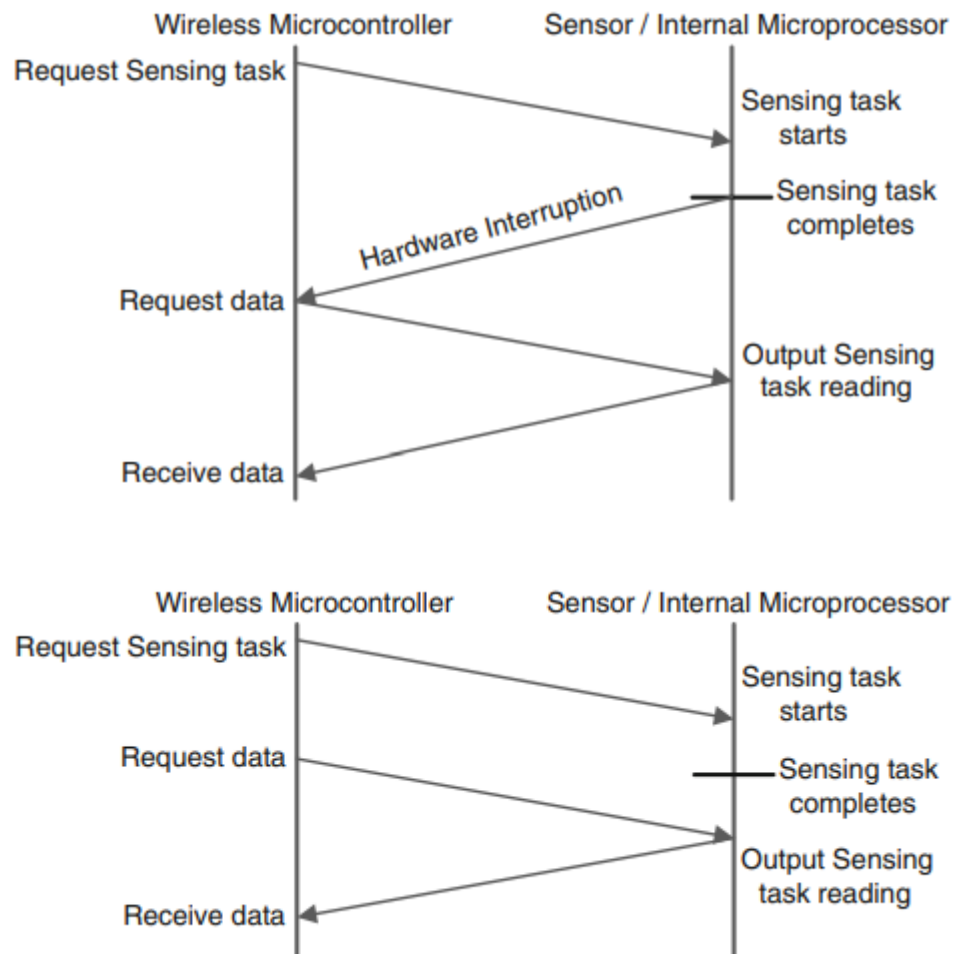 Wireless Microcontroller
Sensor / Internal Microprocessor
Request Sensing task
Sensing task
starts
Sensing task
completes
Hardware Interruption
Request data
Output Sensing
task reading
Receive data
Wireless Microcontroller
Sensor / Internal Microprocessor
Request Sensing task
Sensing task
starts
Request data
Sensing task
completes
Output Sensing
task reading
Receive data